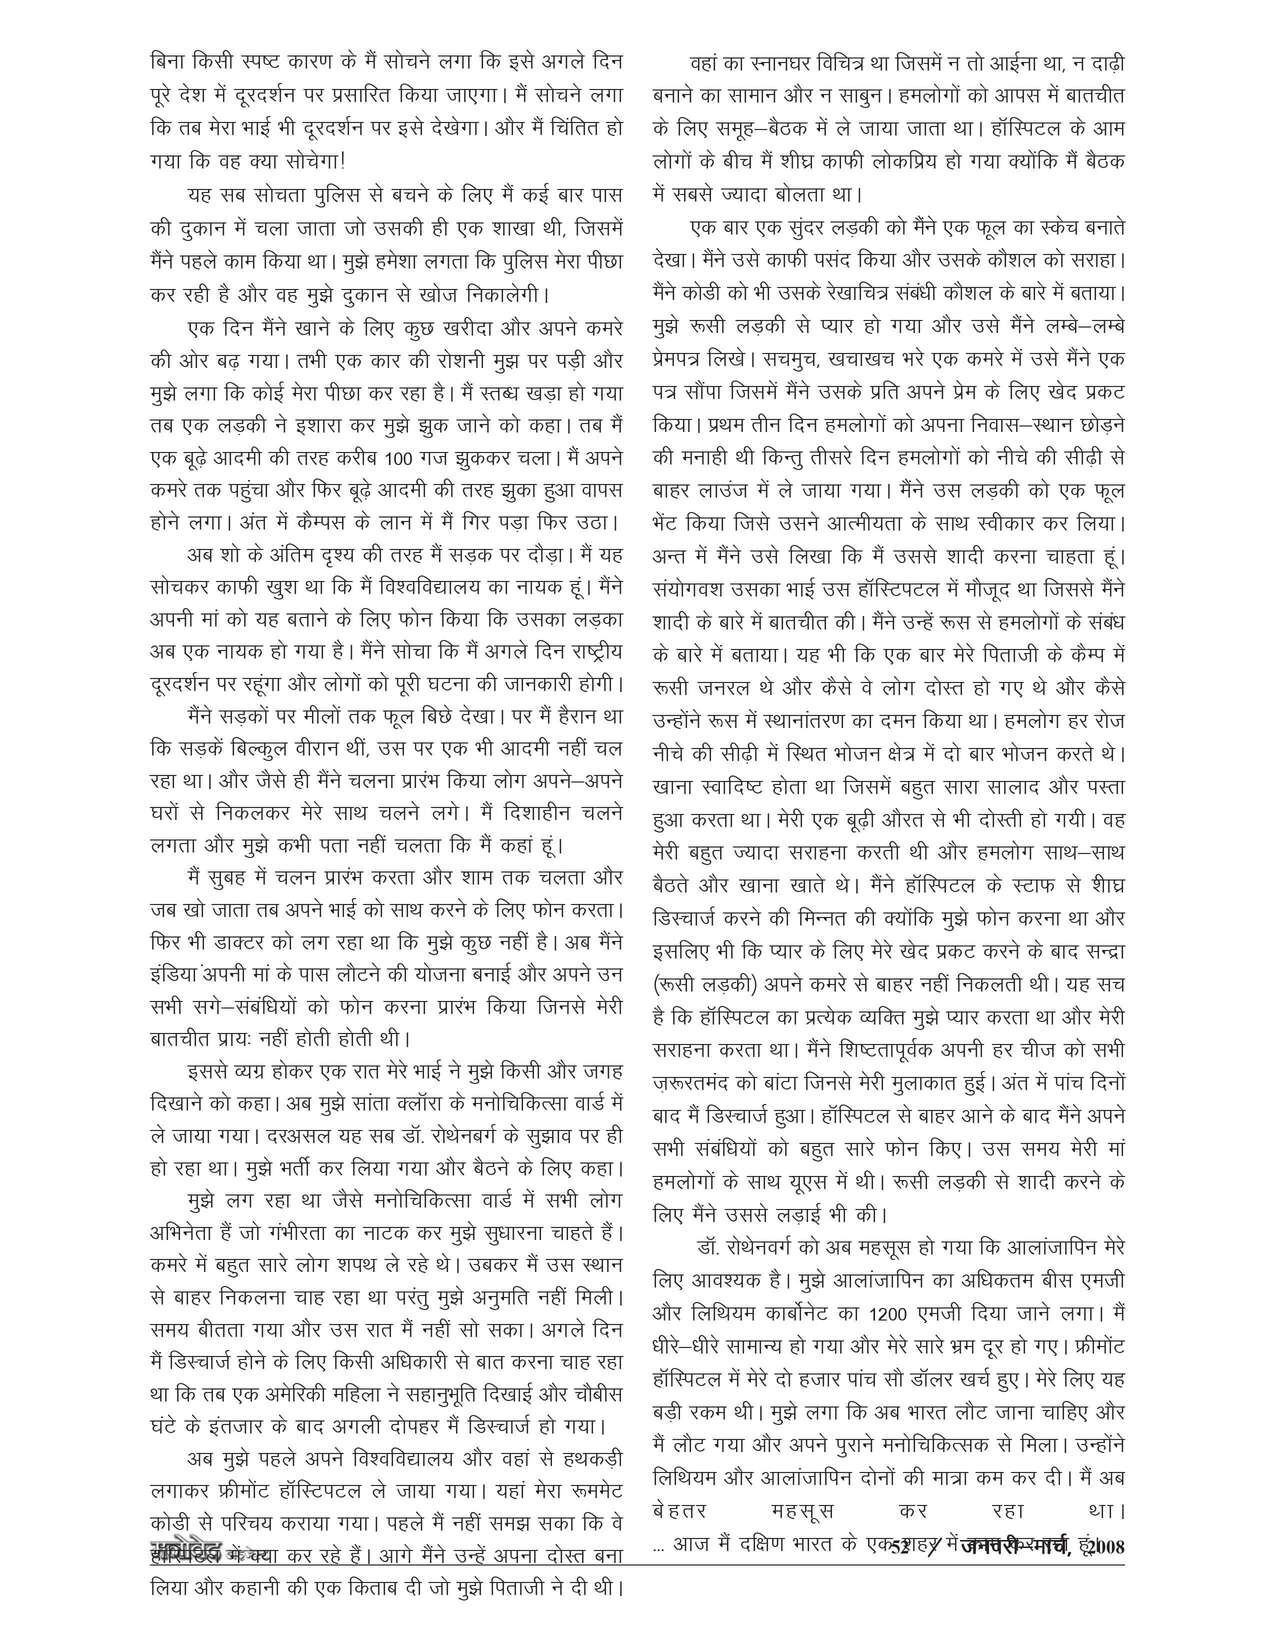 बिना किसी स्पष्ट कारण के मैं सोचने लगा कि इसे अगले दिन
पूरे देश में दूरदर्शन पर प्रसारित किया जाएगा। मैं सोचने लगा
कि तब मेरा भाई भी दूरदर्शन पर इसे देखेगा। और मैं चिंतित हो
गया कि वह क्या सोचेगा!
यह सब सोचता पुलिस से बचने के लिए मैं कई बार पास
की दुकान में चला जाता जो उसकी ही एक शाखा थी, जिसमें
मैंने पहले काम किया था। मुझे हमेशा लगता कि पुलिस मेरा पीछा
कर रही है और वह मुझे दुकान से खोज निकालेगी।
एक दिन मैंने खाने के लिए कुछ खरीदा और अपने कमरे
की ओर बढ़ गया। तभी एक कार की रोशनी मुझ पर पड़ी और
मुझे लगा कि कोई मेरा पीछा कर रहा है। मैं स्तब्ध खड़ा हो गया
तब एक लड़की ने इशारा कर मुझे झुक जाने को कहा। तब मैं
एक बूढ़े आदमी की तरह करीब 100 गज झुककर चला। मैं अपने
कमरे तक पहुंचा और फिर बूढ़े आदमी की तरह झुका हुआ वापस
होने लगा। अंत में कैम्पस के लान में मैं गिर पड़ा फिर उठा।
अब शो के अंतिम दृश्य की तरह मैं सड़क पर दौड़ा। मैं यह
सोचकर काफी खुश था कि मैं विश्वविद्यालय का नायक हूं। मैंने
अपनी मां को यह बताने के लिए फोन किया कि उसका लड़का
अब एक नायक हो गया है। मैंने सोचा कि मैं अगले दिन राष्ट्रीय
दूरदर्शन पर रहूंगा और लोगों को पूरी घटना की जानकारी होगी।
मैंने सड़कों पर मीलों तक फूल बिछे देखा। पर मैं हैरान था
कि सड़कें बिल्कुल वीरान थीं, उस पर एक भी आदमी नहीं चल
रहा था। और जैसे ही मैंने चलना प्रारंभ किया लोग अपने–अपने
घरों से निकलकर मेरे साथ चलने लगे। मैं दिशाहीन चलने
लगता और मुझे कभी पता नहीं चलता कि मैं कहां हूं।
मैं सुबह में चलन प्रारंभ करता और शाम तक चलता और
जब खो जाता तब अपने भाई को साथ करने के लिए फोन करता।
फिर भी डाक्टर को लग रहा था कि मुझे कुछ नहीं है। अब मैंने
इंडिया अपनी मां के पास लौटने की योजना बनाई और अपने उन
सभी सगे–संबंधियों को फोन करना प्रारंभ किया जिनसे मेरी
बातचीत प्रायः नहीं होती होती थी।
इससे व्यग्र होकर एक रात मेरे भाई ने मुझे किसी और जगह
दिखाने को कहा। अब मुझे सांता क्लॉरा के मनोचिकित्सा वार्ड में
ले जाया गया। दरअसल यह सब डॉ. रोथेनबर्ग के सुझाव पर ही
हो रहा था। मुझे भर्ती कर लिया गया और बैठने के लिए कहा।
मुझे लग रहा था जैसे मनोचिकित्सा वार्ड में सभी लोग
अभिनेता हैं जो गंभीरता का नाटक कर मुझे सुधारना चाहते हैं।
कमरे में बहुत सारे लोग शपथ ले रहे थे। उबकर मैं उस स्थान
से बाहर निकलना चाह रहा था परंतु मुझे अनुमति नहीं मिली।
समय बीतता गया और उस रात मैं नहीं सो सका। अगले दिन
मैं डिस्चार्ज होने के लिए किसी अधिकारी से बात करना चाह रहा
था कि तब एक अमेरिकी महिला ने सहानुभूति दिखाई और चौबीस
घंटे के इंतजार के बाद अगली दोपहर मैं डिस्चार्ज हो गया।
अब मुझे पहले अपने विश्वविद्यालय और वहां से हथकड़ी
लगाकर फ्रीमोंट हॉस्टिपटल ले जाया गया। यहां मेरा रूममेट
कोडी से परिचय कराया गया। पहले मैं नहीं समझ सका कि वे
हॉस्पिटल में क्या कर रहे हैं। आगे मैंने उन्हें अपना दोस्त बना
लिया और कहानी की एक किताब दी जो मुझे पिताजी ने दी थी।
वहां का स्नानघर विचित्र था जिसमें न तो आईना था, न दाढ़ी
बनाने का सामान और न साबुन। हमलोगों को आपस में बातचीत
के लिए समूह–बैठक में ले जाया जाता था। हॉस्पिटल के आम
लोगों के बीच मैं शीघ्र काफी लोकप्रिय हो गया क्योंकि मैं बैठक
में सबसे ज्यादा बोलता था।
एक बार एक सुंदर लड़की को मैंने एक फूल का स्केच बनाते
देखा। मैंने उसे काफी पसंद किया और उसके कौशल को सराहा।
मैंने कोडी को भी उसके रेखाचित्र संबंधी कौशल के बारे में बताया।
मुझे रूसी लड़की से प्यार हो गया और उसे मैंने लम्बे–लम्बे
प्रेमपत्र लिखे। सचमुच, खचाखच भरे एक कमरे में उसे मैंने एक
पत्र सौंपा जिसमें मैंने उसके प्रति अपने प्रेम के लिए खेद प्रकट
किया। प्रथम तीन दिन हमलोगों को अपना निवास–स्थान छोड़ने
की मनाही थी किन्तु तीसरे दिन हमलोगों को नीचे की सीढ़ी से
बाहर लाउंज में ले जाया गया। मैंने उस लड़की को एक फूल
भेंट किया जिसे उसने आत्मीयता के साथ स्वीकार कर लिया।
अन्त में मैंने उसे लिखा कि मैं उससे शादी करना चाहता हूं।
संयोगवश उसका भाई उस हॉस्टिपटल में मौजूद था जिससे मैंने
शादी के बारे में बातचीत की। मैंने उन्हें रूस से हमलोगों के संबंध
के बारे में बताया। यह भी कि एक बार मेरे पिताजी के कैम्प में
रूसी जनरल थे और कैसे वे लोग दोस्त हो गए थे और कैसे
उन्होंने रूस में स्थानांतरण का दमन किया था। हमलोग हर रोज
नीचे की सीढ़ी में स्थित भोजन क्षेत्र में दो बार भोजन करते थे।
खाना स्वादिष्ट होता था जिसमें बहुत सारा सालाद और पस्ता
हुआ करता था। मेरी एक बूढ़ी औरत से भी दोस्ती हो गयी। वह
मेरी बहुत ज्यादा सराहना करती थी और हमलोग साथ–साथ
बैठते और खाना खाते थे। मैंने हॉस्पिटल के स्टाफ से शीघ्र
डिस्चार्ज करने की मिन्नत की क्योंकि मुझे फोन करना था और
इसलिए भी कि प्यार के लिए मेरे खेद प्रकट करने के बाद सन्द्रा
(रूसी लड़की) अपने कमरे से बाहर नहीं निकलती थी। यह सच
है कि हॉस्पिटल का प्रत्येक व्यक्ति मुझे प्यार करता था और मेरी
सराहना करता था। मैंने शिष्टतापूर्वक अपनी हर चीज को सभी
ज़रूरतमंद को बांटा जिनसे मेरी मुलाकात हुई। अंत में पांच दिनों
बाद मैं डिस्चार्ज हुआ। हॉस्पिटल से बाहर आने के बाद मैंने अपने
सभी संबंधियों को बहुत सारे फोन किए। उस समय मेरी मां
हमलोगों के साथ यूएस में थी। रूसी लड़की से शादी करने के
लिए मैंने उससे लड़ाई भी की।
डॉ. रोथेनवर्ग को अब महसूस हो गया कि आलांजापिन मेरे
लिए आवश्यक है। मुझे आलांजापिन का अधिकतम बीस एमजी
और लिथियम कार्बोनेट का 1200 एमजी दिया जाने लगा। मैं
धीरे–धीरे सामान्य हो गया और मेरे सारे भ्रम दूर हो गए। फ्रीमोंट
हॉस्पिटल में मेरे दो हजार पांच सौ डॉलर खर्च हुए। मेरे लिए यह
बड़ी रकम थी। मुझे लगा कि अब भारत लौट जाना चाहिए और
मैं लौट गया और अपने पुराने मनोचिकित्सक से मिला। उन्होंने
लिथियम और आलांजापिन दोनों की मात्रा कम कर दी। मैं अब
बेहतर महसूस कर रहा था।
... आज मैं दक्षिण भारत के एक शहर में काम कर रहा हूं।
मनोवेद
52 / जनवरी–मार्च, 2008